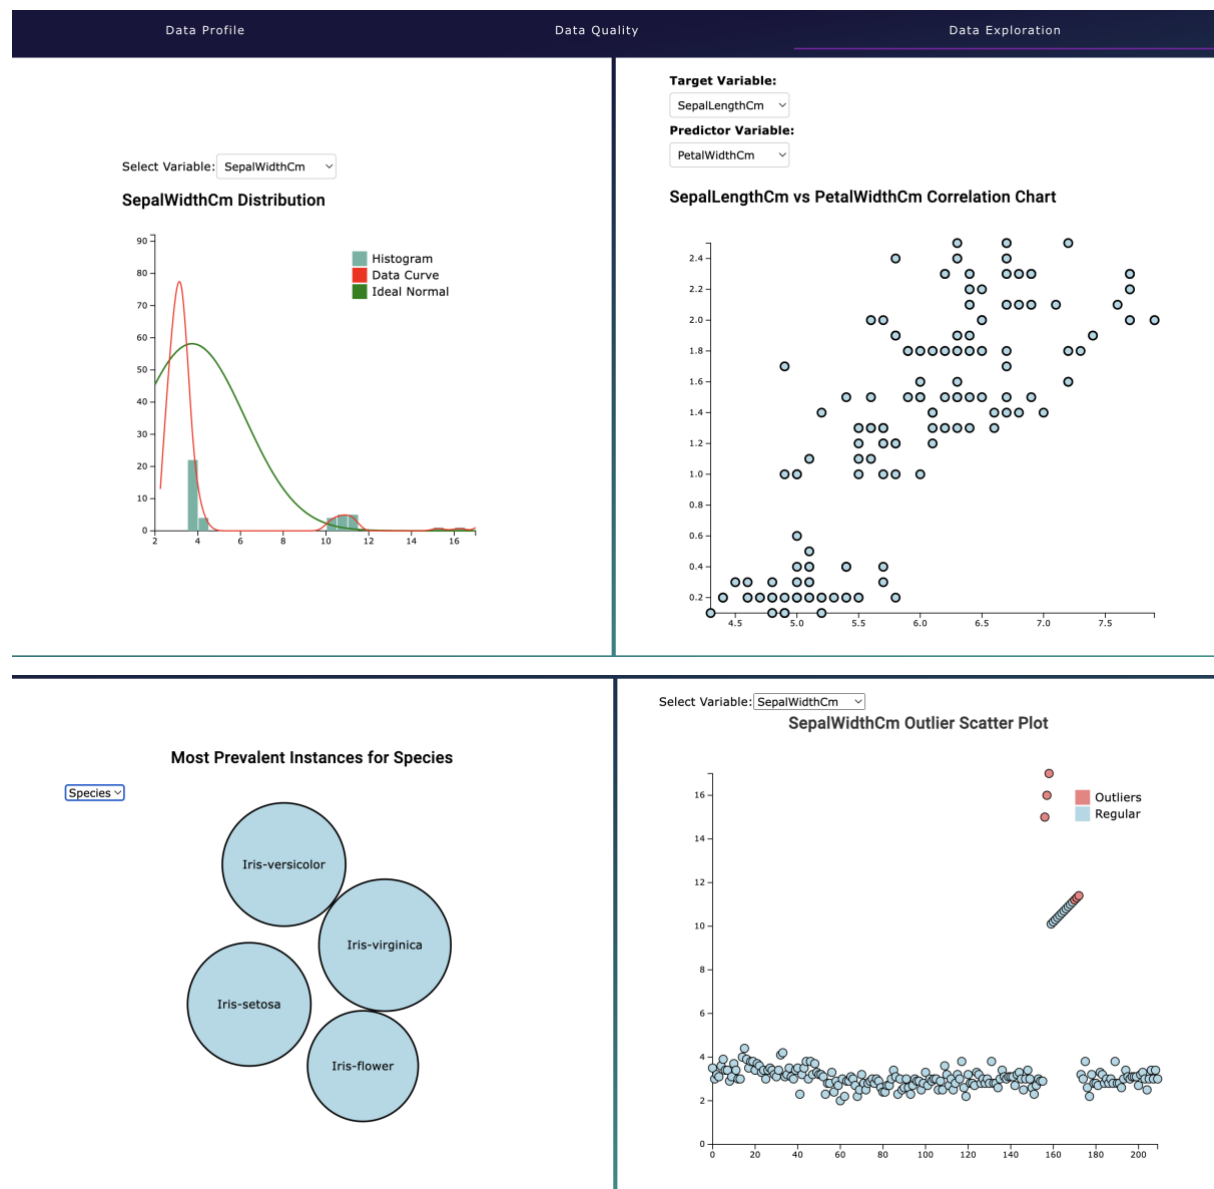 Data Profile Data Quality Data Exploration
Select Variable: SepalWidthCm
SepalWidthCm Distribution
90
80
70
60
50
40
30
20
10
0
2 4 6 8 10 12 14 16
Histogram
Data Curve
Ideal Normal
Target Variable:
SepalLengthCm
Predictor Variable:
PetalWidthCm
SepalLengthCm vs PetalWidthCm Correlation Chart
2.4
2.2
2.0
1.8
1.6
1.4
1.2
1.0
0.8
0.6
0.4
0.2
4.5 5.0 5.5 6.0 6.5 7.0 7.5
Most Prevalent Instances for Species
Species
Iris-versicolor
Iris-virginica
Iris-setosa
Iris-flower
Select Variable: SepalWidthCm
SepalWidthCm Outlier Scatter Plot
Outliers
Regular
16
14
12
10
8
6
4
2
0
0 20 40 60 80 100 120 140 160 180 200